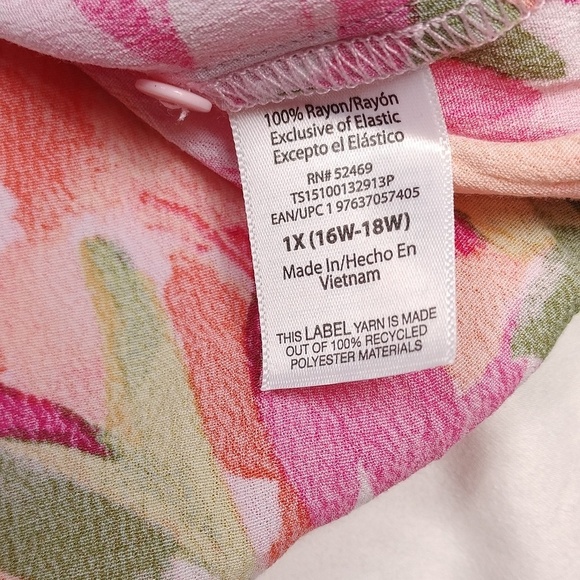 100% Rayon/Rayón
Exclusive of Elastic
Excepto el Elástico
RN# 52469
TS15100132913P
EAN/UPC 1 97637057405
1X (16W-18W)
Made In/Hecho En
Vietnam
THIS LABEL YARN IS MADE
OUT OF 100% RECYCLED
POLYESTER MATERIALS